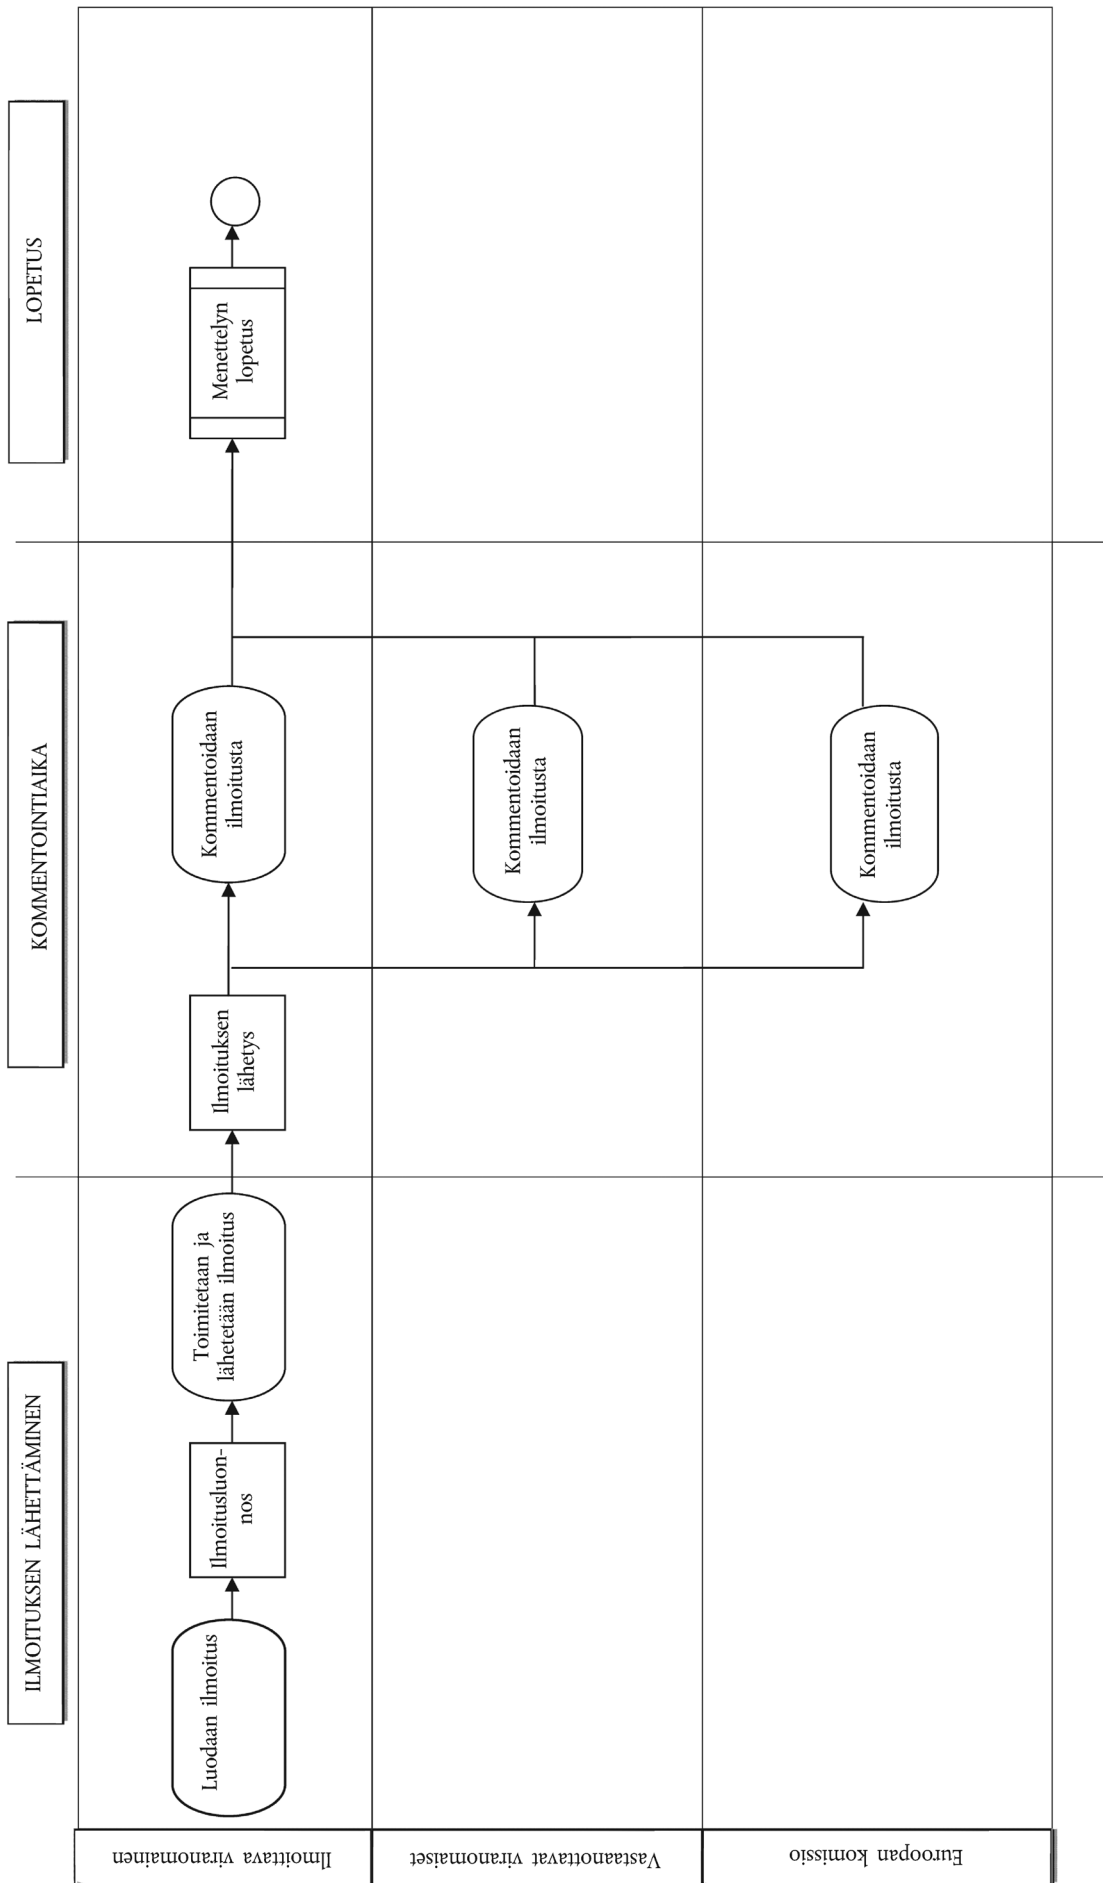 ILMOITUKSEN LÄHETTÄMINEN
KOMMENTOINTIAIKA
LOPETUS
Ilmoittava viranomainen
Luodaan ilmoitus
Ilmoitusluon-
nos
Toimitetaan ja
lähetetään ilmoitus
Ilmoituksen
lähetys
Kommentoidaan
ilmoitusta
Menettelyn
lopetus
Vastaanottavat viranomaiset
Kommentoidaan
ilmoitusta
Euroopan komissio
Kommentoidaan
ilmoitusta